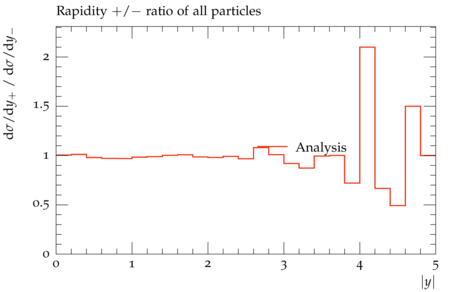 Rapidity +/− ratio of all particles
dσ/dy₊ / dσ/dy₋
2
1.5
1
0.5
0
Analysis
0 1 2 3 4 5
|y|